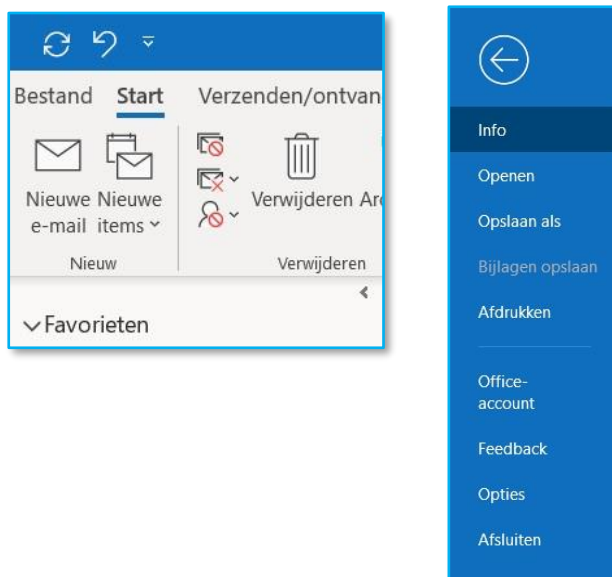 Bestand Start Verzenden/ontvan
Nieuwe Nieuwe
e-mail items
Verwijderen
Nieuw
Verwijderen
Favorieten
Info
Openen
Opslaan als
Bijlagen opslaan
Afdrukken
Office-
account
Feedback
Opties
Afsluiten